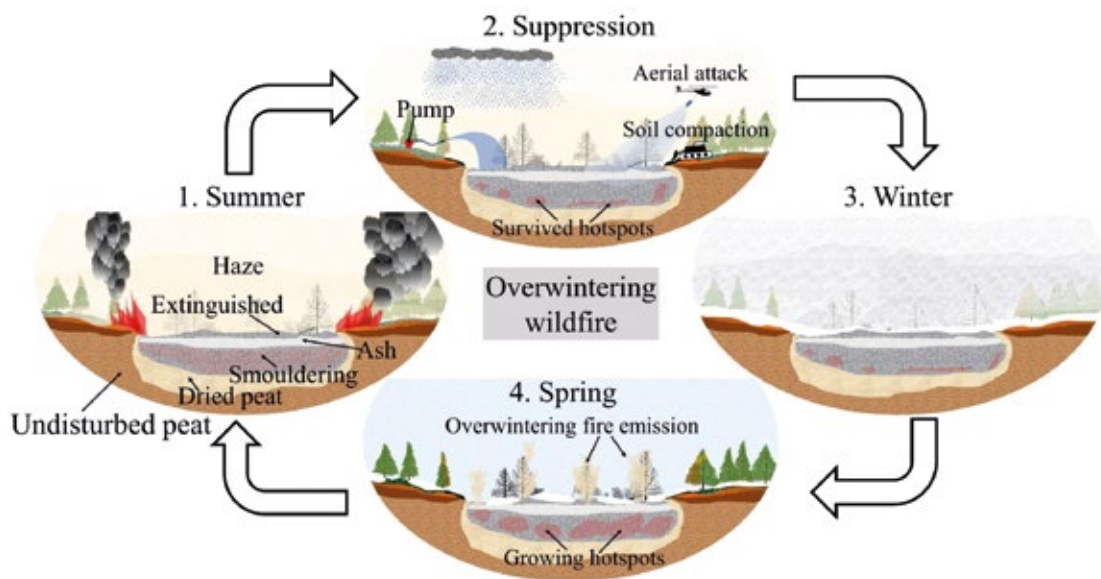 2. Suppression
Aerial attack
Pump
Soil compaction
Survived hotspots
1. Summer
Haze
Extinguished
Ash
Smouldering
Dried peat
Undisturbed peat
Overwintering
wildfire
3. Winter
4. Spring
Overwintering fire emission
Growing hotspots